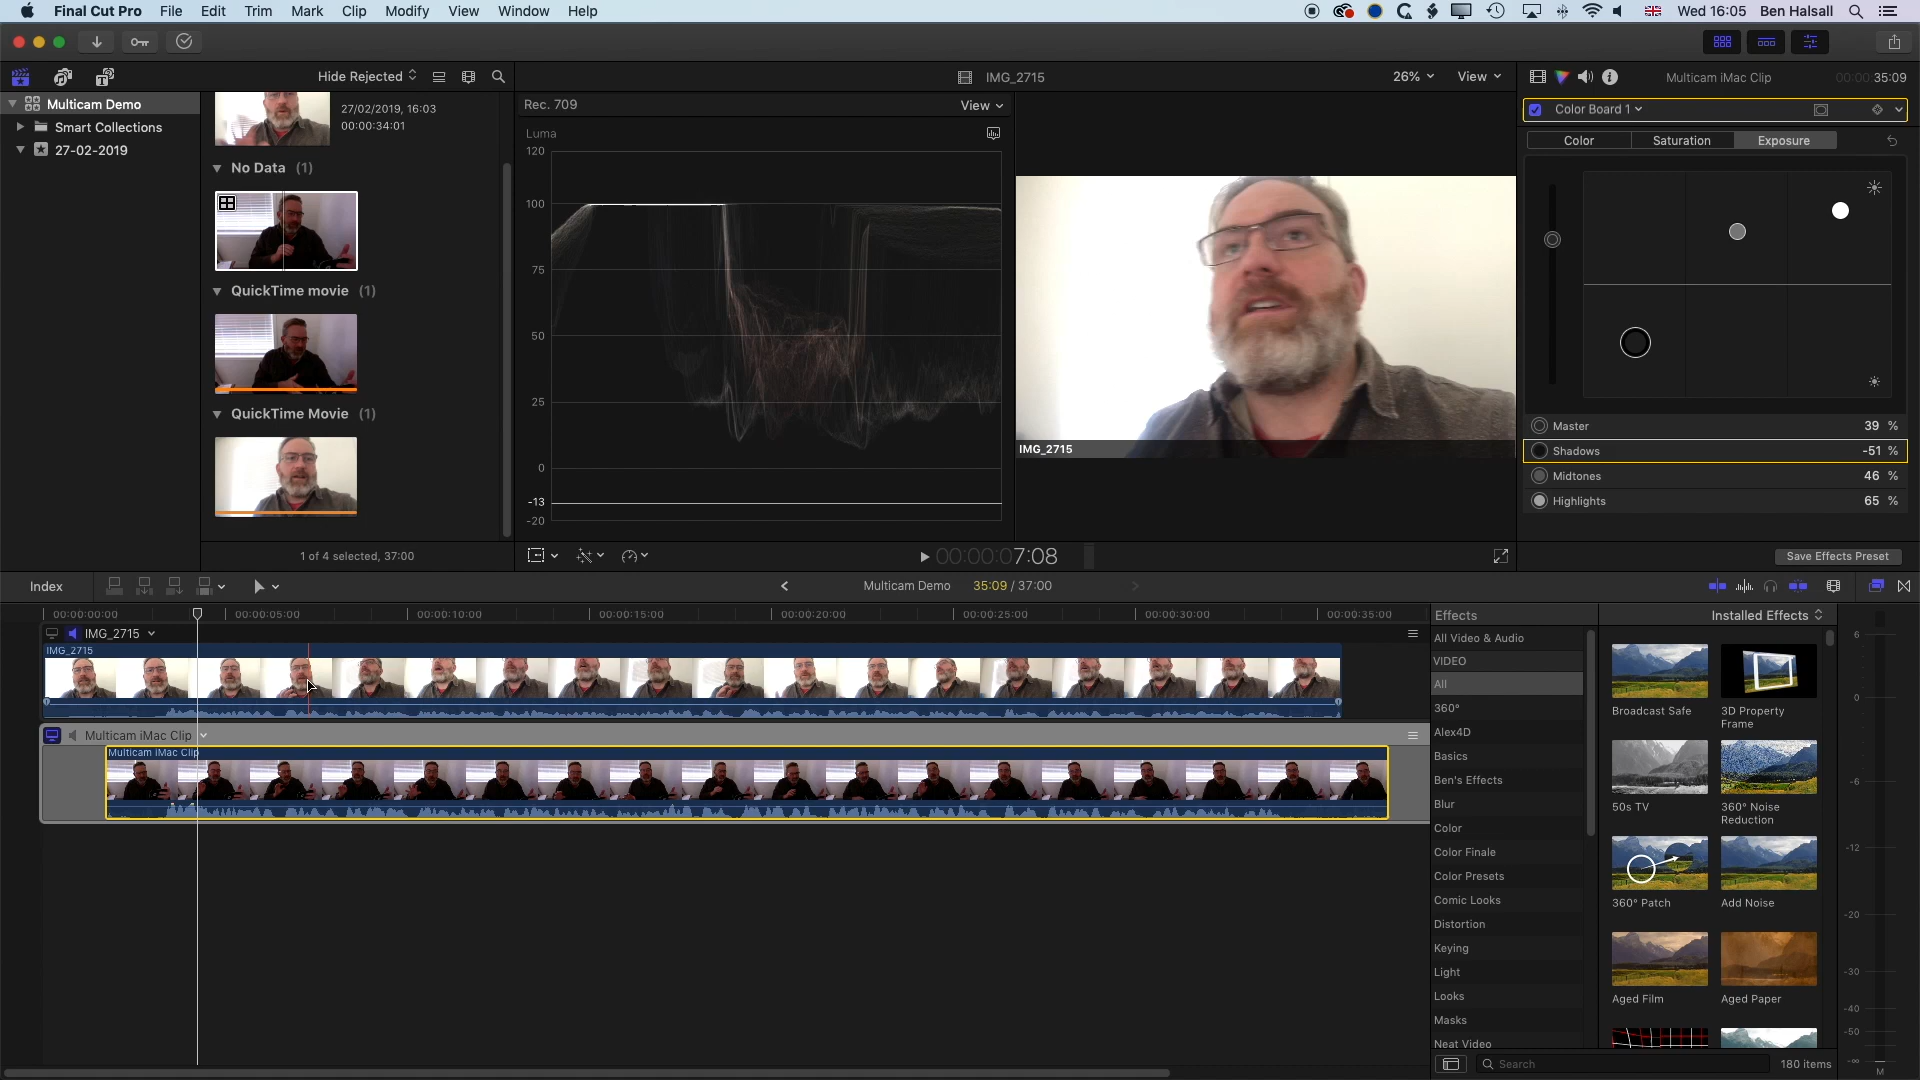 Final Cut Pro File Edit Trim Mark Clip Modify View Window Help Wed 16:05 Ben Halsall
Hide Rejected
IMG_2715
26% View
Multicam iMac Clip 00:00:35:09
Multicam Demo
Smart Collections
27-02-2019
27/02/2019, 16:03
00:00:34:01
No Data (1)
QuickTime movie (1)
QuickTime Movie (1)
1 of 4 selected, 37:00
Rec. 709 View
Luma
120
100
75
50
25
0
-13
-20
IMG_2715
00:00:00 7:08
Color Board 1
Color Saturation Exposure
Master 39 %
Shadows -51 %
Midtones 46 %
Highlights 65 %
Save Effects Preset
Index
Multicam Demo 35:09 / 37:00
00:00:00:00 00:00:05:00 00:00:10:00 00:00:15:00 00:00:20:00 00:00:25:00 00:00:30:00 00:00:35:00
IMG_2715
IMG_2715
Multicam iMac Clip
Multicam iMac Clip
Effects
All Video & Audio
VIDEO
All
360°
Alex4D
Basics
Ben's Effects
Blur
Color
Color Finale
Color Presets
Comic Looks
Distortion
Keying
Light
Looks
Masks
Neat Video
Installed Effects
Broadcast Safe
3D Property Frame
50s TV
360° Noise Reduction
360° Patch
Add Noise
Aged Film
Aged Paper
Search
180 items
6
0
-6
-12
-20
-30
-40
-50
-∞
M